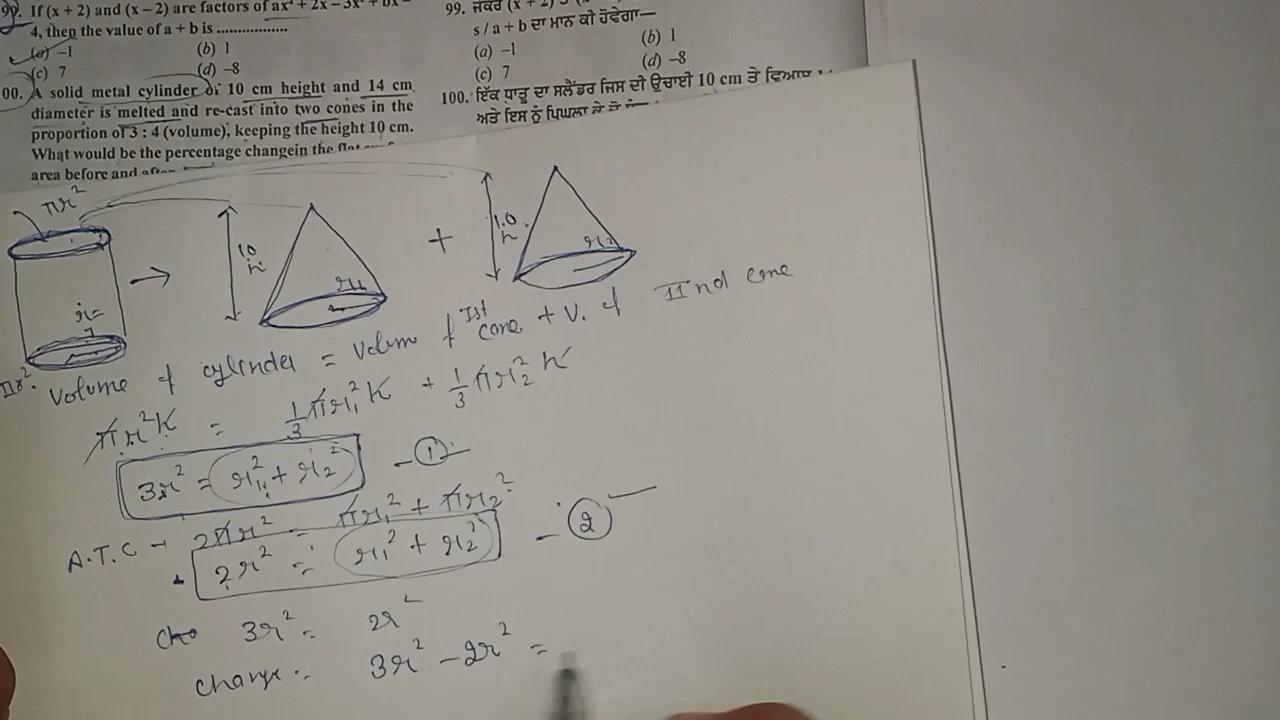 99. If (x + 2) and (x – 2) are factors of ax⁴ + 2x – 3x² + bx –
4, then the value of a + b is .................
(a) –1 (b) 1
(c) 7 (d) –8
00. A solid metal cylinder of 10 cm height and 14 cm
diameter is melted and re-cast into two cones in the
proportion of 3 : 4 (volume), keeping the height 10 cm.
What would be the percentage changein the flat
area before and
99. ਜੇਕਰ (x + 2)
s / a + b ਦਾ ਮਾਨ ਕੀ ਹੋਵੇਗਾ—
(a) –1 (b) 1
(c) 7 (d) –8
100. ਇੱਕ ਧਾਤੂ ਦਾ ਸਲੈਂਡਰ ਜਿਸ ਦੀ ਉਚਾਈ 10 cm ਤੇ ਵਿਆਸ
ਅਤੇ ਇਸ ਨੂੰ ਪਿਘਲਾ ਕੇ ਦੋ
πr²
r = 7
10 h
r₁
+
10 h
r₂
πr²
Volume of cylinder = Volume of Ist cone + V. of IInd cone
πr²h = 1/3 πr₁²h + 1/3 πr₂²h
3r² = r₁² + r₂² – ①
A.T.C → 2πr² = πr₁² + πr₂²
2r² = r₁² + r₂² – ②
3r² = 2r²
Change = 3r² – 2r² =